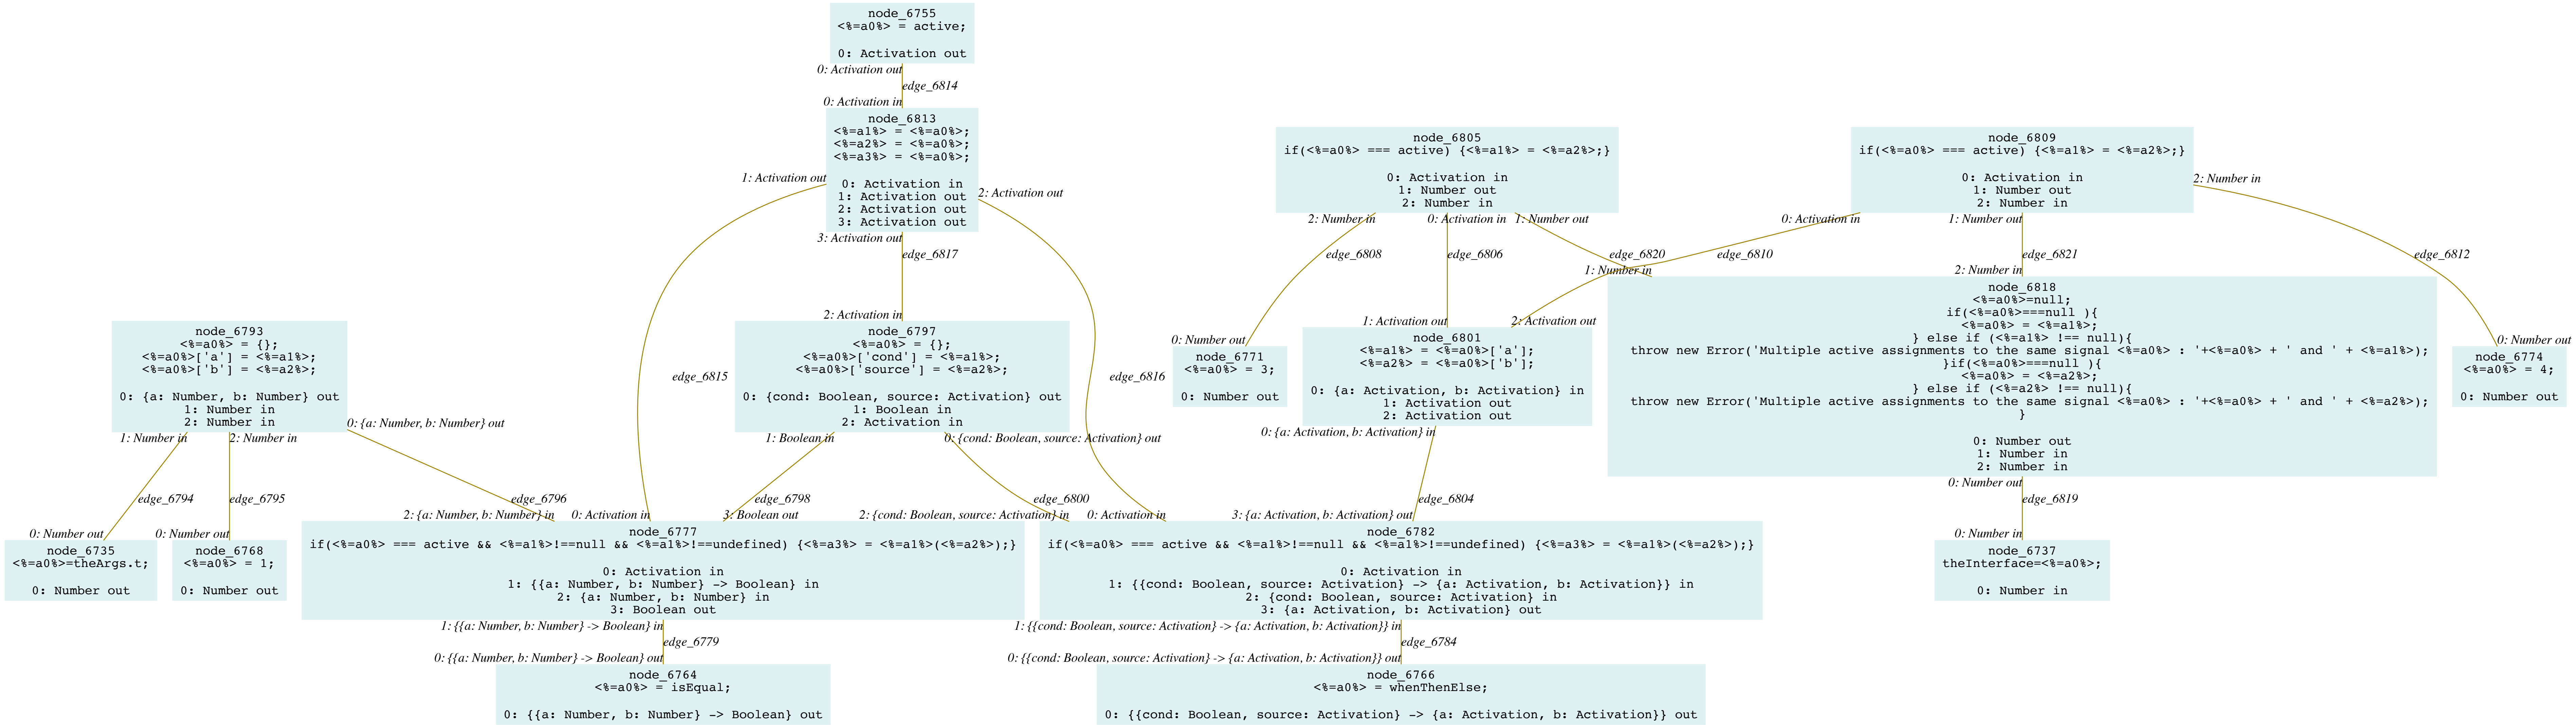 node_6755
<%=a0%> = active;
0: Activation out
0: Activation out
edge_6814
0: Activation in
node_6813
<%=a1%> = <%=a0%>;
<%=a2%> = <%=a0%>;
<%=a3%> = <%=a0%>;
0: Activation in
1: Activation out
2: Activation out
3: Activation out
1: Activation out
2: Activation out
3: Activation out
edge_6817
2: Activation in
edge_6815
edge_6816
node_6805
if(<%=a0%> === active) {<%=a1%> = <%=a2%>;}
0: Activation in
1: Number out
2: Number in
2: Number in
0: Activation in
1: Number out
edge_6808
edge_6806
edge_6820
node_6809
if(<%=a0%> === active) {<%=a1%> = <%=a2%>;}
0: Activation in
1: Number out
2: Number in
2: Number in
0: Activation in
1: Number out
edge_6810
edge_6821
edge_6812
1: Number in
2: Number in
node_6793
<%=a0%> = {};
<%=a0%>['a'] = <%=a1%>;
<%=a0%>['b'] = <%=a2%>;
0: {a: Number, b: Number} out
1: Number in
2: Number in
0: {a: Number, b: Number} out
1: Number in
2: Number in
edge_6794
edge_6795
edge_6796
node_6797
<%=a0%> = {};
<%=a0%>['cond'] = <%=a1%>;
<%=a0%>['source'] = <%=a2%>;
0: {cond: Boolean, source: Activation} out
1: Boolean in
2: Activation in
1: Boolean in
0: {cond: Boolean, source: Activation} out
edge_6798
edge_6800
0: Number out
node_6771
<%=a0%> = 3;
0: Number out
1: Activation out
2: Activation out
node_6801
<%=a1%> = <%=a0%>['a'];
<%=a2%> = <%=a0%>['b'];
0: {a: Activation, b: Activation} in
1: Activation out
2: Activation out
0: {a: Activation, b: Activation} in
edge_6804
node_6818
<%=a0%>=null;
if(<%=a0%>===null ){
<%=a0%> = <%=a1%>;
} else if (<%=a1%> !== null){
throw new Error('Multiple active assignments to the same signal <%=a0%> : '+<%=a0%> + ' and ' + <%=a1%>);
}if(<%=a0%>===null ){
<%=a0%> = <%=a2%>;
} else if (<%=a2%> !== null){
throw new Error('Multiple active assignments to the same signal <%=a0%> : '+<%=a0%> + ' and ' + <%=a2%>);
}
0: Number out
1: Number in
2: Number in
0: Number out
edge_6819
0: Number in
0: Number out
node_6774
<%=a0%> = 4;
0: Number out
0: Number out
node_6735
<%=a0%>=theArgs.t;
0: Number out
0: Number out
node_6768
<%=a0%> = 1;
0: Number out
2: {a: Number, b: Number} in
0: Activation in
3: Boolean out
node_6777
if(<%=a0%> === active && <%=a1%>!==null && <%=a1%>!==undefined) {<%=a3%> = <%=a1%>(<%=a2%>);}
0: Activation in
1: {{a: Number, b: Number} -> Boolean} in
2: {a: Number, b: Number} in
3: Boolean out
1: {{a: Number, b: Number} -> Boolean} in
edge_6779
0: {{a: Number, b: Number} -> Boolean} out
node_6764
<%=a0%> = isEqual;
0: {{a: Number, b: Number} -> Boolean} out
2: {cond: Boolean, source: Activation} in
0: Activation in
3: {a: Activation, b: Activation} out
node_6782
if(<%=a0%> === active && <%=a1%>!==null && <%=a1%>!==undefined) {<%=a3%> = <%=a1%>(<%=a2%>);}
0: Activation in
1: {{cond: Boolean, source: Activation} -> {a: Activation, b: Activation}} in
2: {cond: Boolean, source: Activation} in
3: {a: Activation, b: Activation} out
1: {{cond: Boolean, source: Activation} -> {a: Activation, b: Activation}} in
edge_6784
0: {{cond: Boolean, source: Activation} -> {a: Activation, b: Activation}} out
node_6766
<%=a0%> = whenThenElse;
0: {{cond: Boolean, source: Activation} -> {a: Activation, b: Activation}} out
node_6737
theInterface=<%=a0%>;
0: Number in